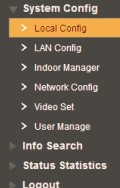 System Config
Local Config
LAN Config
Indoor Manager
Network Config
Video Set
User Manage
Info Search
Status Statistics
Logout